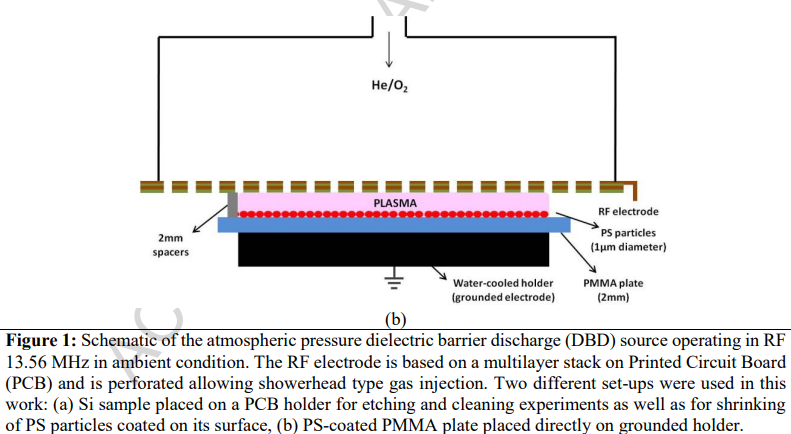 He/O₂
PLASMA
RF electrode
2mm
spacers
PS particles
(1µm diameter)
Water-cooled holder
(grounded electrode)
PMMA plate
(2mm)
(b)
Figure 1: Schematic of the atmospheric pressure dielectric barrier discharge (DBD) source operating in RF
13.56 MHz in ambient condition. The RF electrode is based on a multilayer stack on Printed Circuit Board
(PCB) and is perforated allowing showerhead type gas injection. Two different set-ups were used in this
work: (a) Si sample placed on a PCB holder for etching and cleaning experiments as well as for shrinking
of PS particles coated on its surface, (b) PS-coated PMMA plate placed directly on grounded holder.
AC